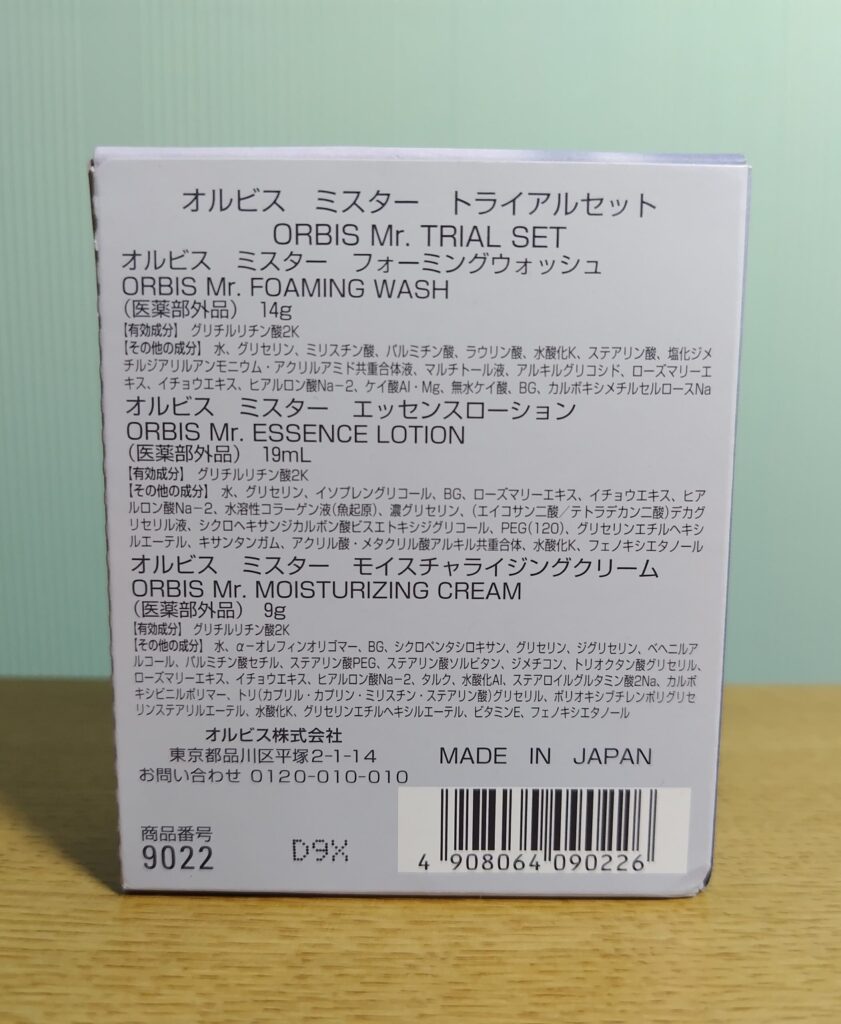 オルビス　ミスター　トライアルセット
ORBIS Mr. TRIAL SET
オルビス　ミスター　フォーミングウォッシュ
ORBIS Mr. FOAMING WASH
（医薬部外品）　14g
【有効成分】　グリチルリチン酸2K
【その他の成分】　水、グリセリン、ミリスチン酸、パルミチン酸、ラウリン酸、水酸化K、ステアリン酸、塩化ジメ
チルジアリルアンモニウム・アクリルアミド共重合体液、マルチトール液、アルキルグリコシド、ローズマリーエ
キス、イチョウエキス、ヒアルロン酸Na−2、ケイ酸Al・Mg、無水ケイ酸、BG、カルボキシメチルセルロースNa
オルビス　ミスター　エッセンスローション
ORBIS Mr. ESSENCE LOTION
（医薬部外品）　19mL
【有効成分】　グリチルリチン酸2K
【その他の成分】　水、グリセリン、イソプレングリコール、BG、ローズマリーエキス、イチョウエキス、ヒア
ルロン酸Na−2、水溶性コラーゲン液(魚起原)、濃グリセリン、（エイコサン二酸／テトラデカン二酸)デカグ
リセリル液、シクロヘキサンジカルボン酸ビスエトキシジグリコール、PEG(120)、グリセリンエチルヘキシ
ルエーテル、キサンタンガム、アクリル酸・メタクリル酸アルキル共重合体、水酸化K、フェノキシエタノール
オルビス　ミスター　モイスチャライジングクリーム
ORBIS Mr. MOISTURIZING CREAM
（医薬部外品）　9g
【有効成分】　グリチルリチン酸2K
【その他の成分】　水、α−オレフィンオリゴマー、BG、シクロペンタシロキサン、グリセリン、ジグリセリン、ベヘニルア
ルコール、パルミチン酸セチル、ステアリン酸PEG、ステアリン酸ソルビタン、ジメチコン、トリオクタン酸グリセリル、
ローズマリーエキス、イチョウエキス、ヒアルロン酸Na−2、タルク、水酸化Al、ステアロイルグルタミン酸2Na、カルボ
キシビニルポリマー、トリ(カプリル・カプリン・ミリスチン・ステアリン酸)グリセリル、ポリオキシブチレンポリグリセ
リンステアリルエーテル、水酸化K、グリセリンエチルヘキシルエーテル、ビタミンE、フェノキシエタノール
オルビス株式会社
東京都品川区平塚2-1-14
お問い合わせ 0120-010-010
MADE IN JAPAN
商品番号
9022
D9X
4 908064 090226